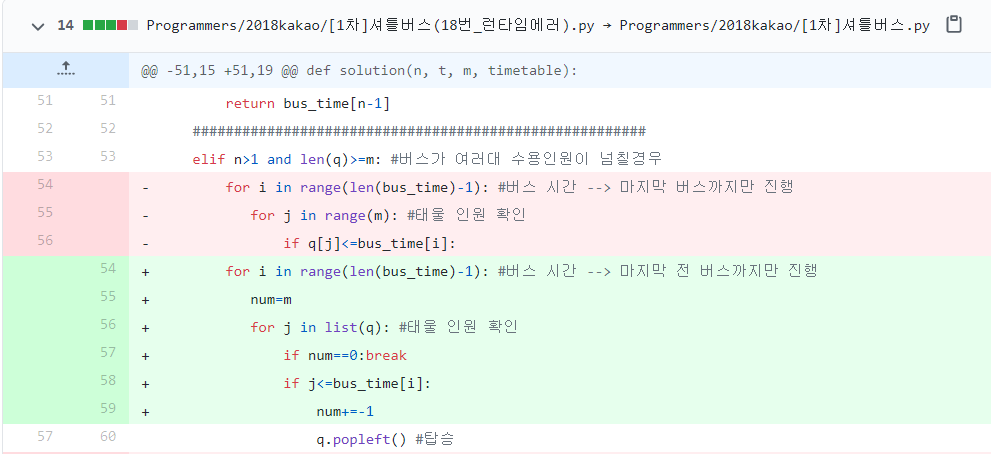 14 Programmers/2018kakao/[1차]셔틀버스(18번_런타임에러).py → Programmers/2018kakao/[1차]셔틀버스.py
@@ -51,15 +51,19 @@ def solution(n, t, m, timetable):
51 51 return bus_time[n-1]
52 52 #######################################################
53 53 elif n>1 and len(q)>=m: #버스가 여러대 수용인원이 넘칠경우
54 - for i in range(len(bus_time)-1): #버스 시간 --> 마지막 버스까지만 진행
55 - for j in range(m): #태울 인원 확인
56 - if q[j]<=bus_time[i]:
54 + for i in range(len(bus_time)-1): #버스 시간 --> 마지막 전 버스까지만 진행
55 + num=m
56 + for j in list(q): #태울 인원 확인
57 + if num==0:break
58 + if j<=bus_time[i]:
59 + num+=-1
57 60 q.popleft() #탑승